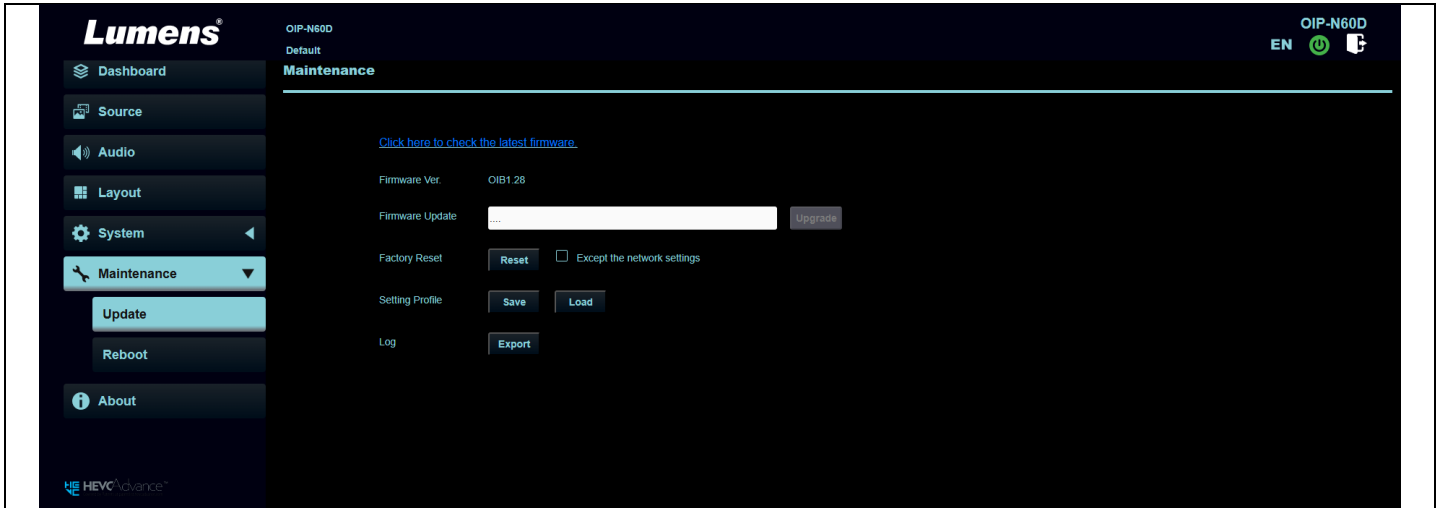 Lumens®
OIP-N60D
Default
OIP-N60D
EN
Dashboard
Source
Audio
Layout
System
Maintenance
Update
Reboot
About
HEVCAdvance™
Maintenance
Click here to check the latest firmware.
Firmware Ver. OIB1.28
Firmware Update .... Upgrade
Factory Reset Reset Except the network settings
Setting Profile Save Load
Log Export